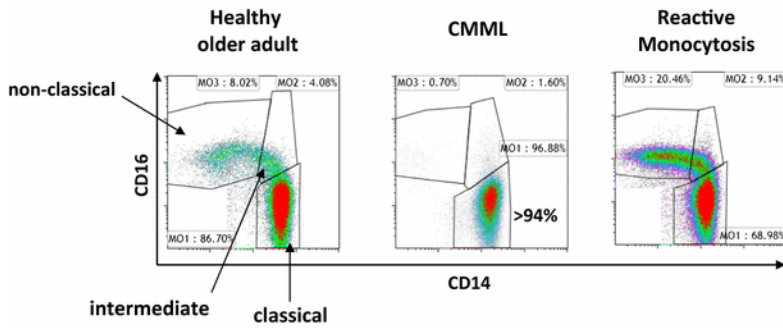 Healthy
older adult
CMML
Reactive
Monocytosis
non-classical
MO3 : 8.02%
MO2 : 4.08%
MO1 : 86.70%
MO3 : 0.70%
MO2 : 1.60%
MO1 : 96.88%
>94%
MO3 : 20.46%
MO2 : 9.14%
MO1 : 68.98%
CD16
CD14
intermediate
classical